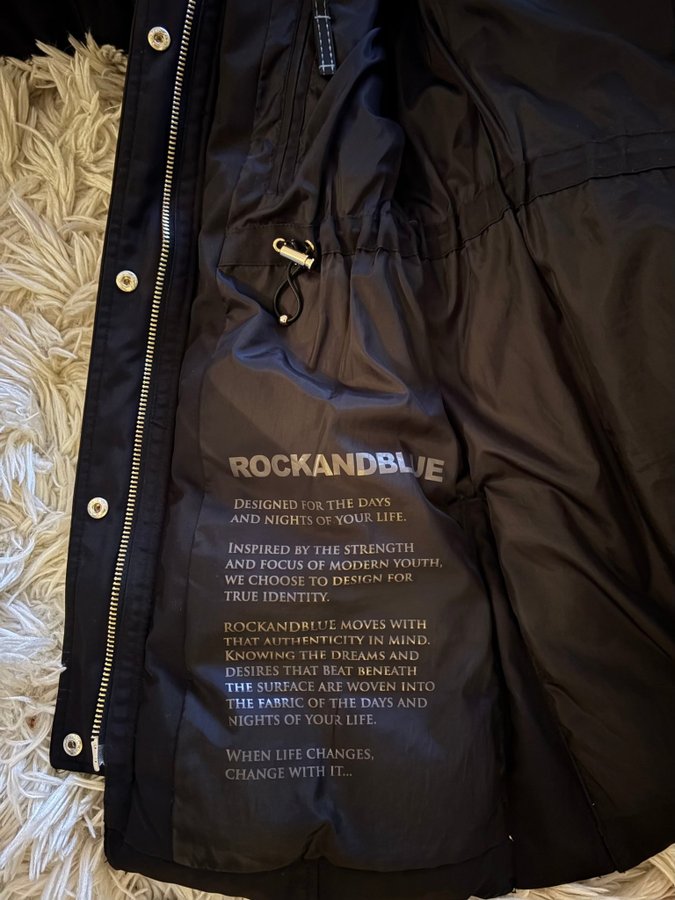 ROCKANDBLUE
DESIGNED FOR THE DAYS
AND NIGHTS OF YOUR LIFE.
INSPIRED BY THE STRENGTH
AND FOCUS OF MODERN YOUTH,
WE CHOOSE TO DESIGN FOR
TRUE IDENTITY.
ROCKANDBLUE MOVES WITH
THAT AUTHENTICITY IN MIND.
KNOWING THE DREAMS AND
DESIRES THAT BEAT BENEATH
THE SURFACE ARE WOVEN INTO
THE FABRIC OF THE DAYS AND
NIGHTS OF YOUR LIFE.
WHEN LIFE CHANGES,
CHANGE WITH IT...